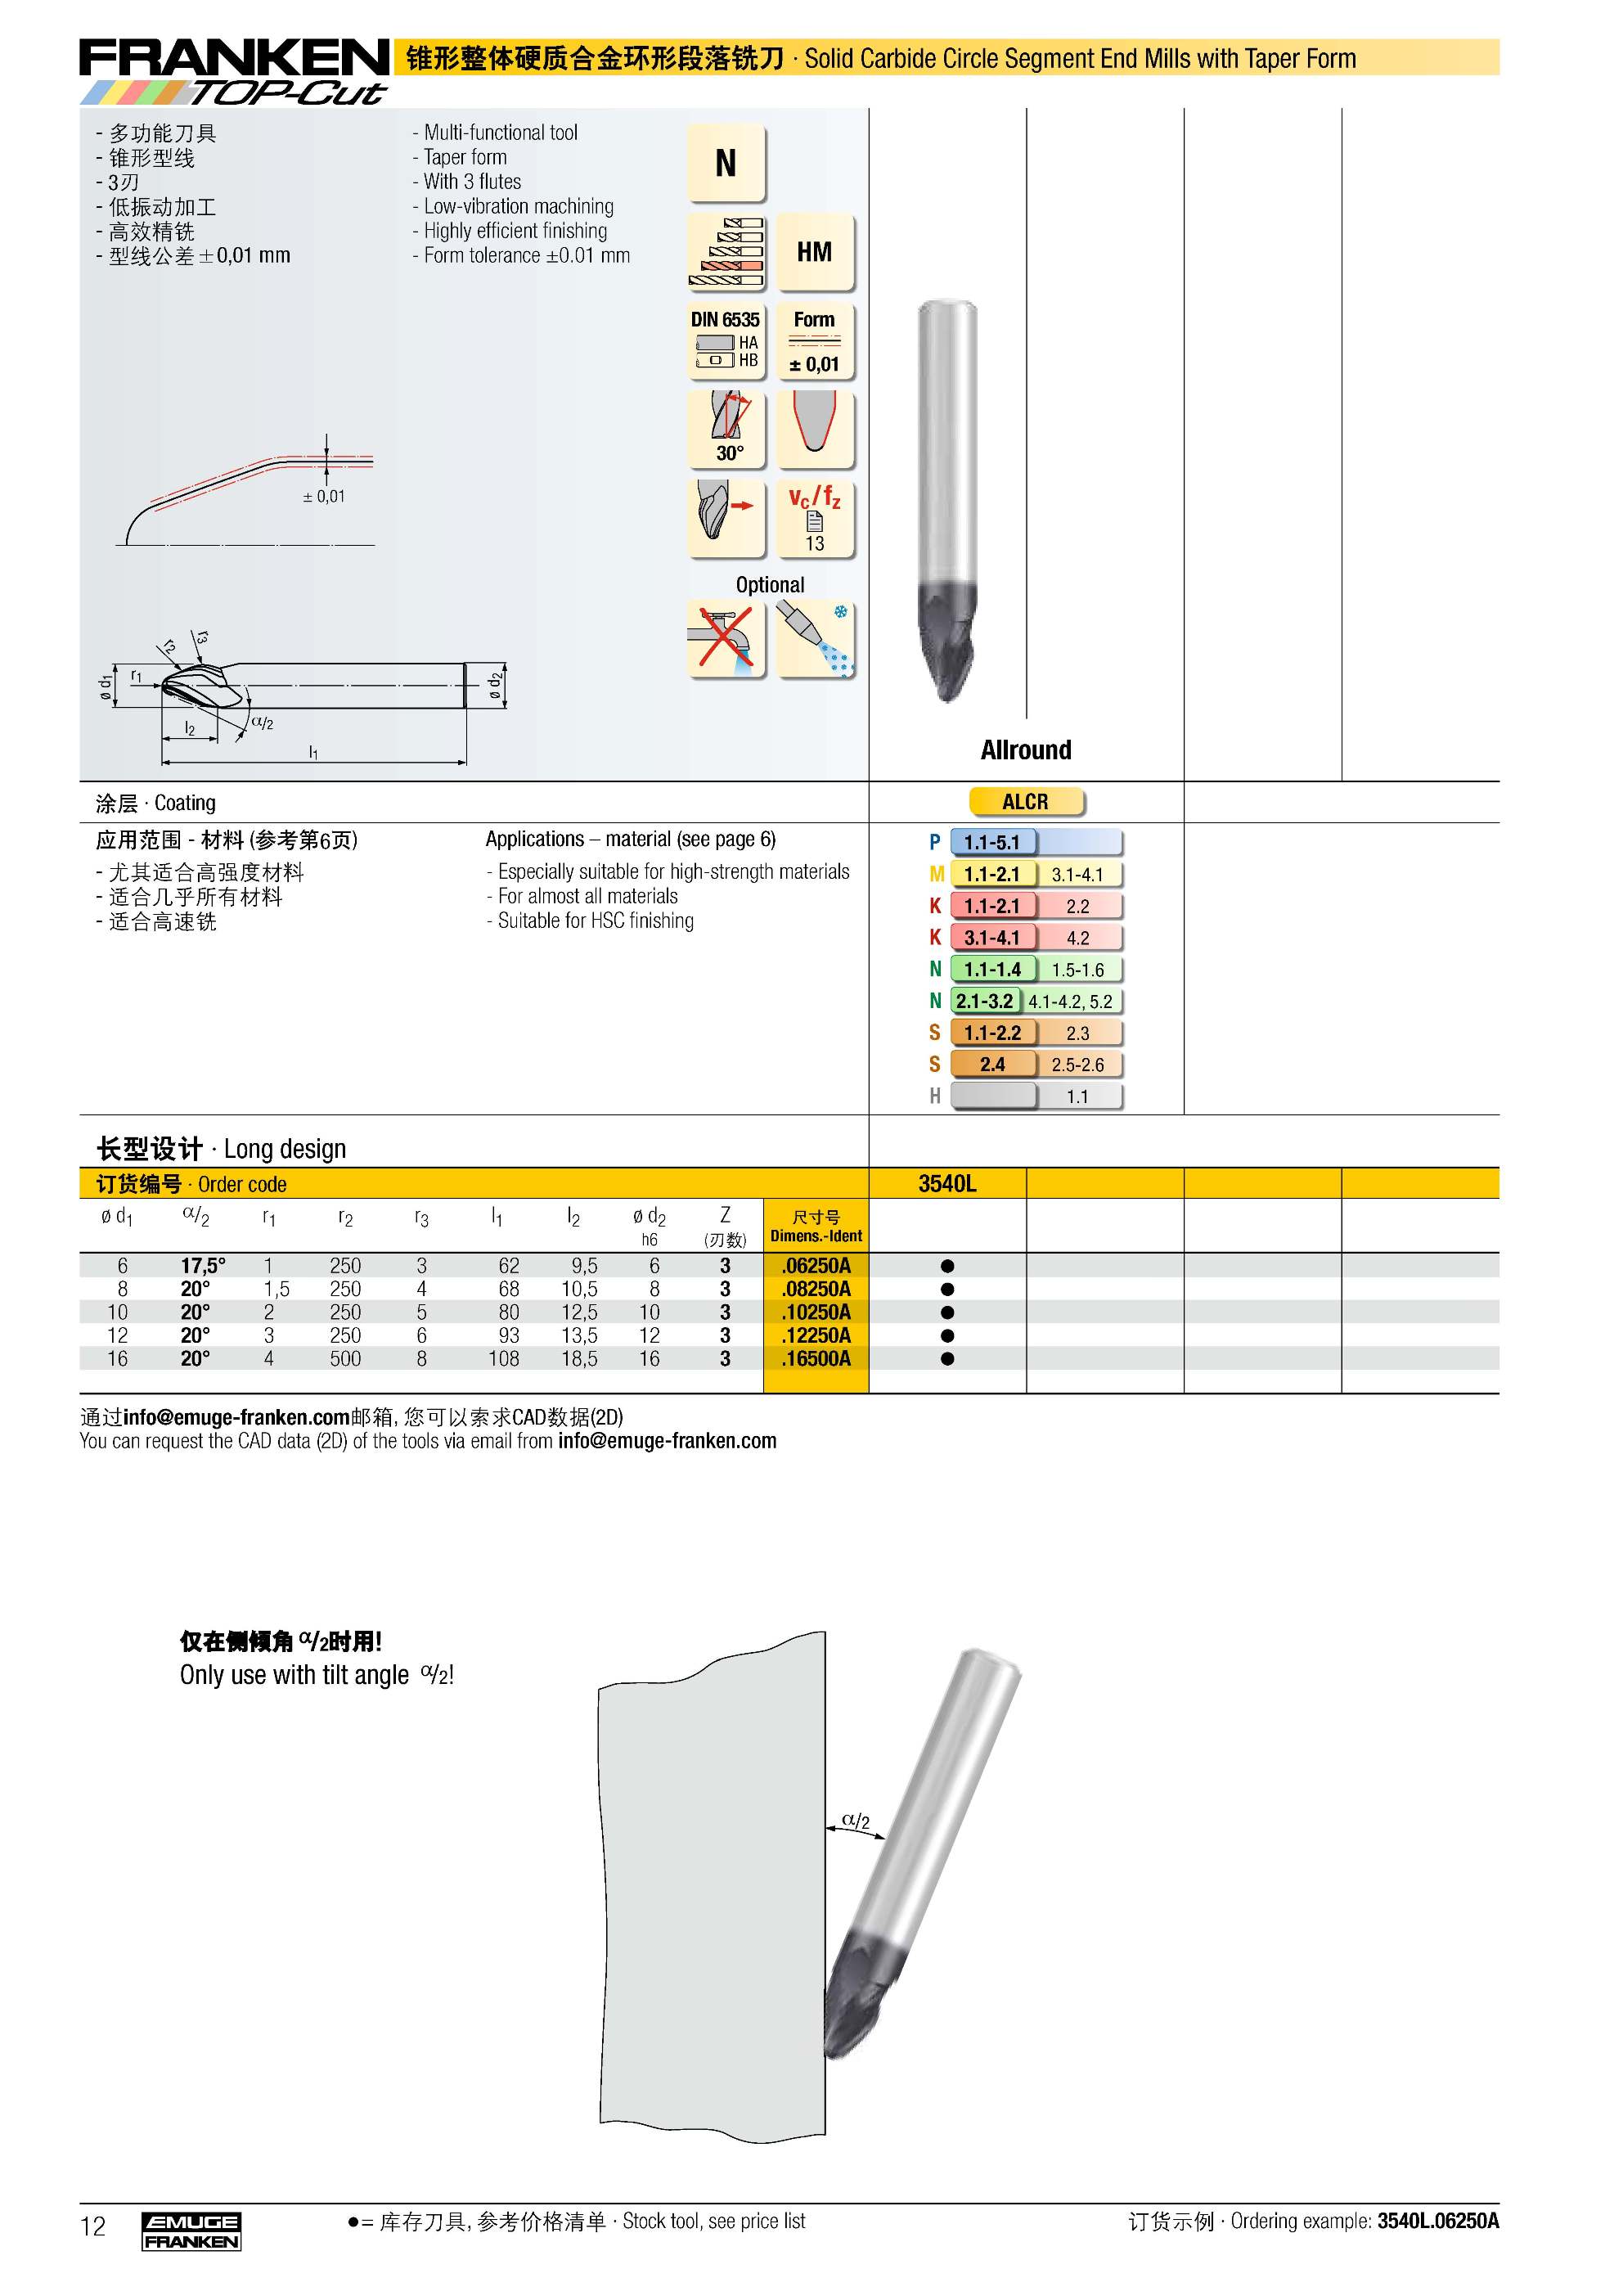 FRANKEN
TOP-Cut
锥形整体硬质合金环形段落铣刀 · Solid Carbide Circle Segment End Mills with Taper Form
- 多功能刀具
- 锥形型线
- 3刃
- 低振动加工
- 高效精铣
- 型线公差±0,01 mm
- Multi-functional tool
- Taper form
- With 3 flutes
- Low-vibration machining
- Highly efficient finishing
- Form tolerance ±0.01 mm
N
HM
DIN 6535
HA
HB
Form
± 0,01
30°
vc/fz
13
Optional
± 0,01
r2
r3
r1
ø d1
ø d2
l2
α/2
l1
Allround
涂层 · Coating
ALCR
应用范围 - 材料 (参考第6页)
- 尤其适合高强度材料
- 适合几乎所有材料
- 适合高速铣
Applications – material (see page 6)
- Especially suitable for high-strength materials
- For almost all materials
- Suitable for HSC finishing
P 1.1-5.1
M 1.1-2.1 3.1-4.1
K 1.1-2.1 2.2
K 3.1-4.1 4.2
N 1.1-1.4 1.5-1.6
N 2.1-3.2 4.1-4.2, 5.2
S 1.1-2.2 2.3
S 2.4 2.5-2.6
H 1.1
长型设计 · Long design
订货编号 · Order code 3540L
ø d1 α/2 r1 r2 r3 l1 l2 ø d2 Z 尺寸号
h6 (刃数) Dimens.-Ident
6 17,5° 1 250 3 62 9,5 6 3 .06250A ●
8 20° 1,5 250 4 68 10,5 8 3 .08250A ●
10 20° 2 250 5 80 12,5 10 3 .10250A ●
12 20° 3 250 6 93 13,5 12 3 .12250A ●
16 20° 4 500 8 108 18,5 16 3 .16500A ●
通过info@emuge-franken.com邮箱, 您可以索求CAD数据(2D)
You can request the CAD data (2D) of the tools via email from info@emuge-franken.com
仅在侧倾角 α/2时用!
Only use with tilt angle α/2!
α/2
12
EMUGE
FRANKEN
●= 库存刀具, 参考价格清单 · Stock tool, see price list
订货示例 · Ordering example: 3540L.06250A